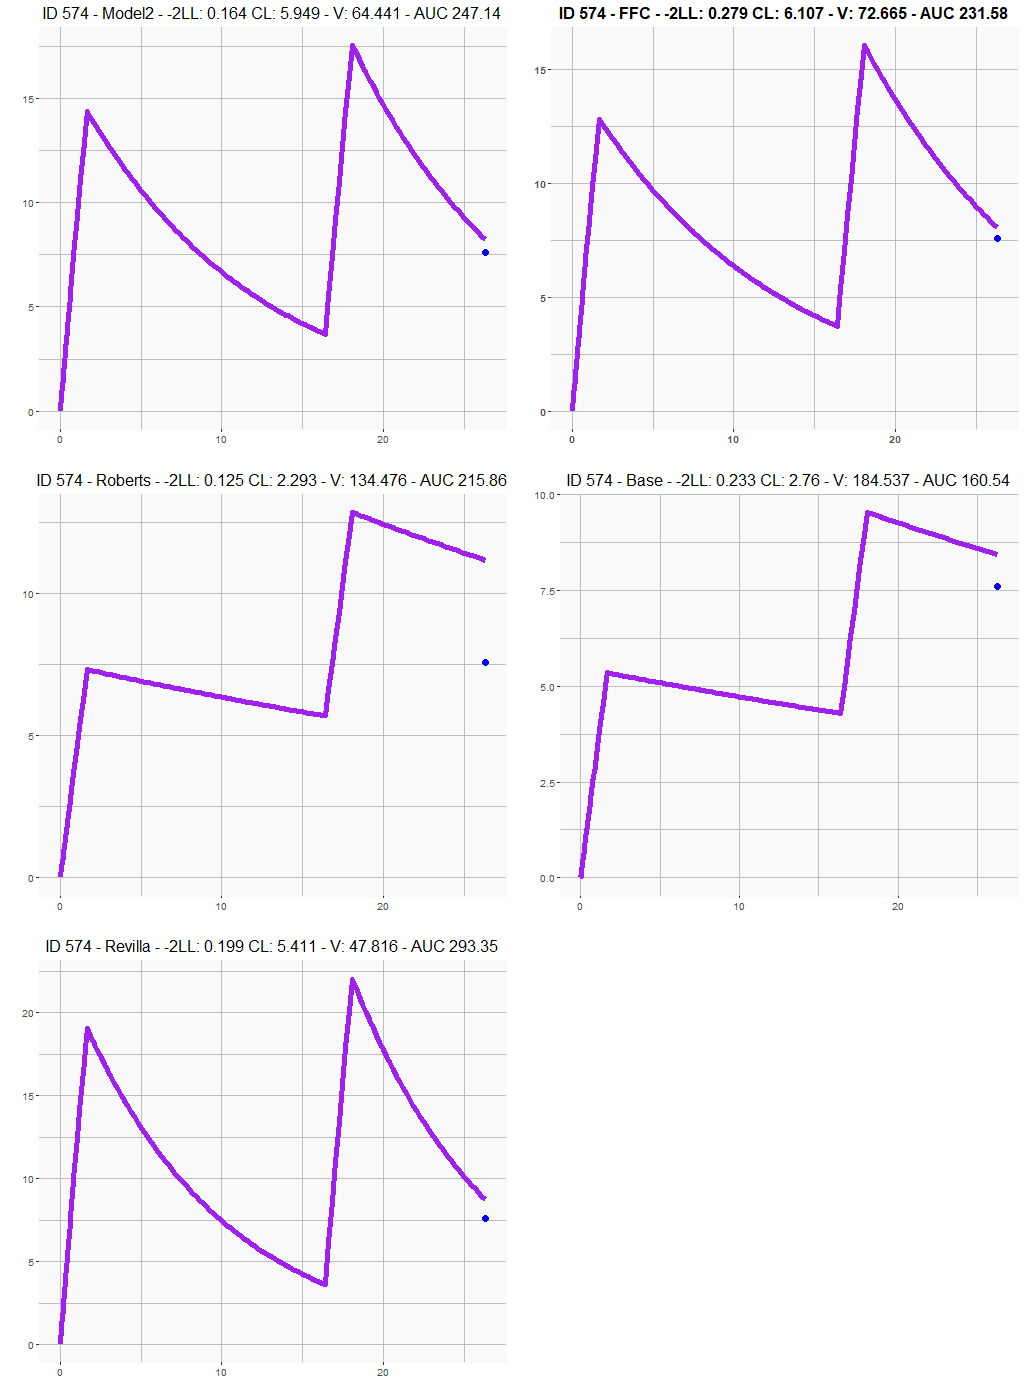 ID 574 - Model2 - -2LL: 0.164 CL: 5.949 - V: 64.441 - AUC 247.14
15
10
5
0
0 10 20
ID 574 - FFC - -2LL: 0.279 CL: 6.107 - V: 72.665 - AUC 231.58
15
10
5
0
0 10 20
ID 574 - Roberts - -2LL: 0.125 CL: 2.293 - V: 134.476 - AUC 215.86
10
5
0
0 10 20
ID 574 - Base - -2LL: 0.233 CL: 2.76 - V: 184.537 - AUC 160.54
10.0
7.5
5.0
2.5
0.0
0 10 20
ID 574 - Revilla - -2LL: 0.199 CL: 5.411 - V: 47.816 - AUC 293.35
20
15
10
5
0
0 10 20